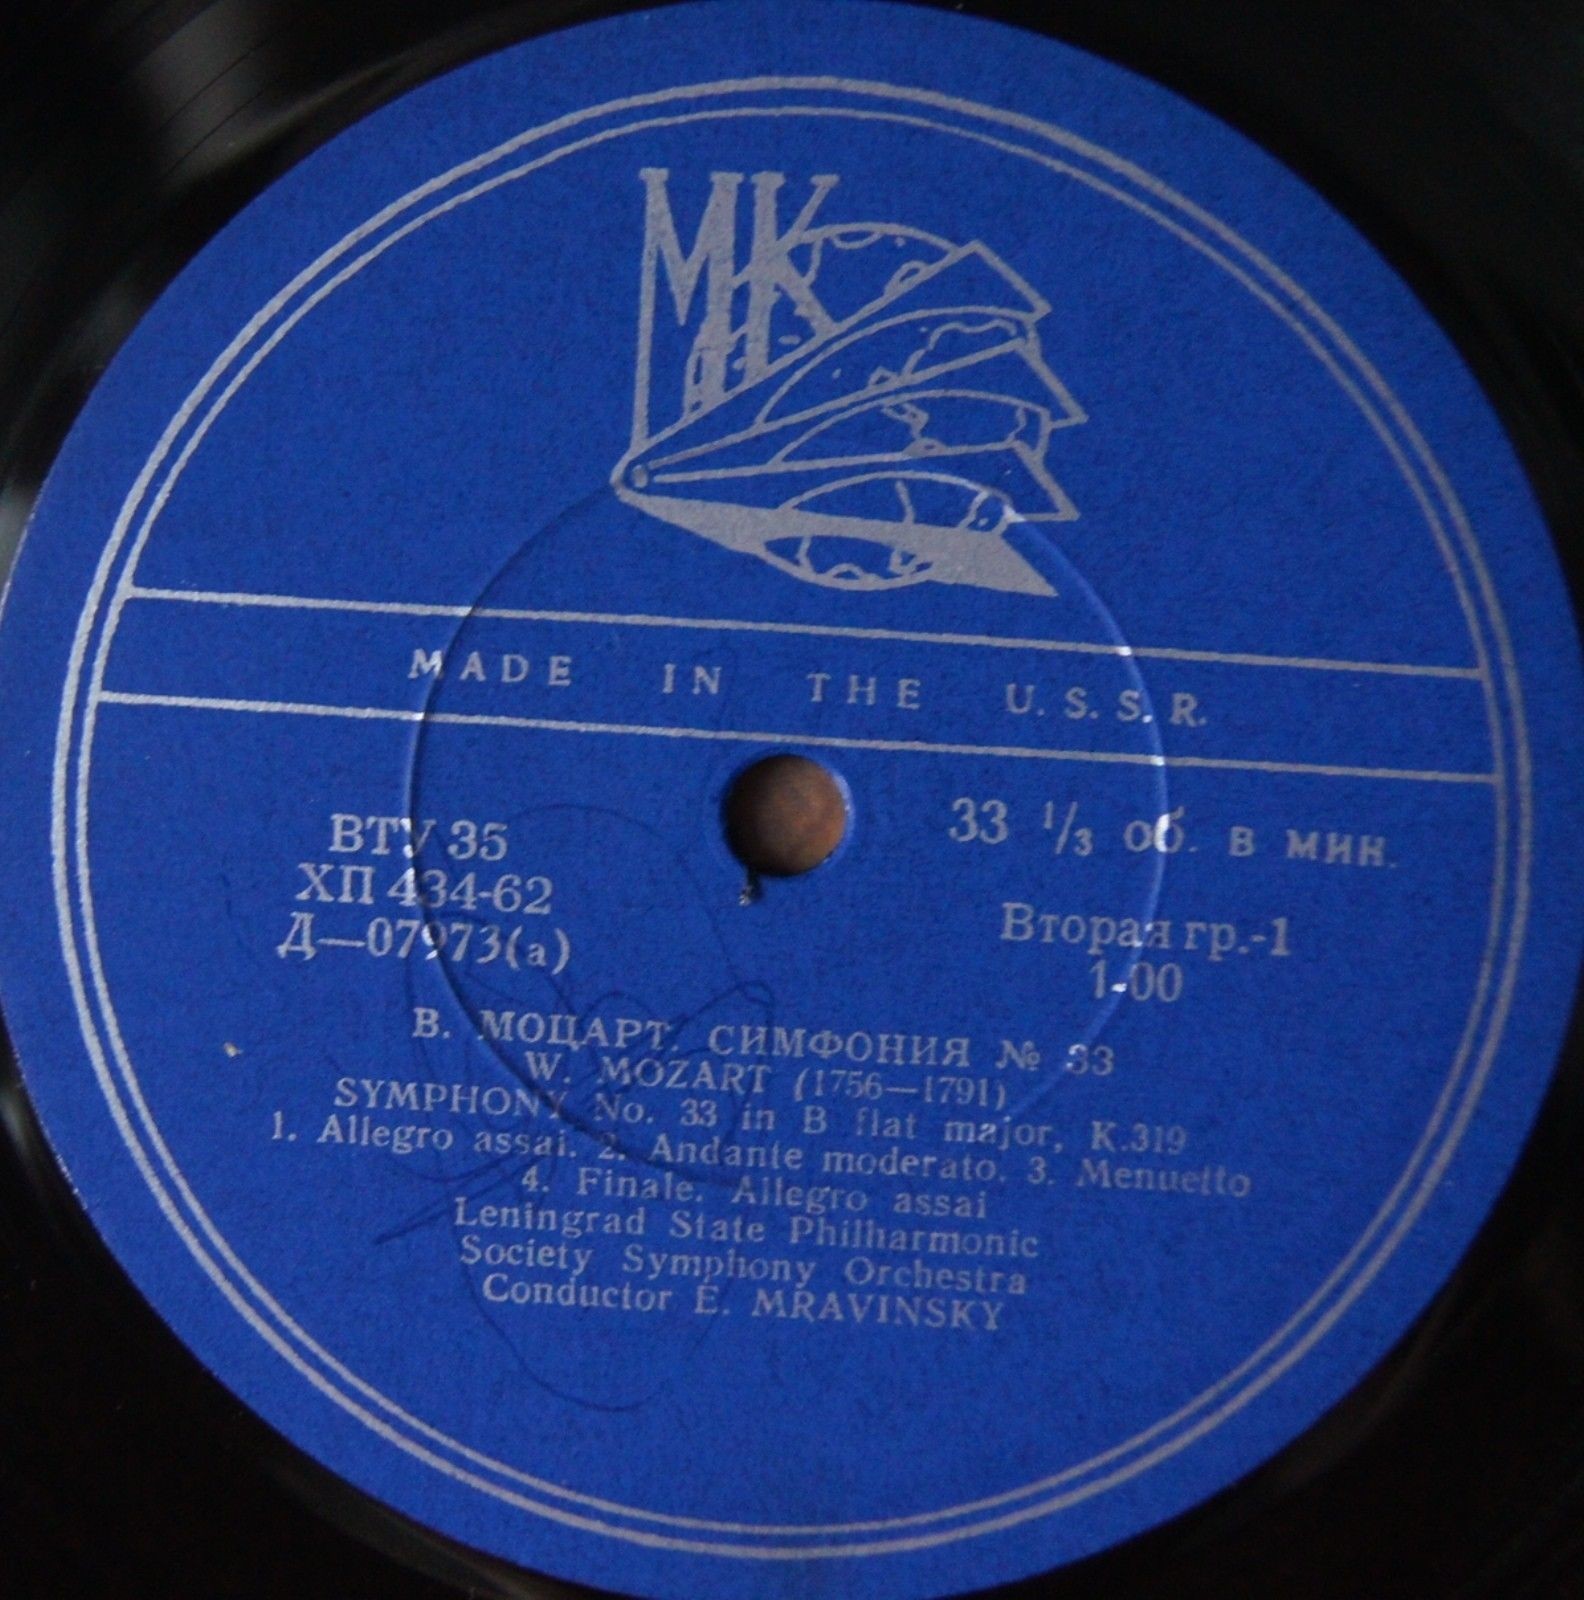 МК
MADE IN THE U.S.S.R.
ВТУ 35
ХП 434-62
Д—07973(а)
33 1/3 об. в мин.
Вторая гр.-1
1-00
В. МОЦАРТ. СИМФОНИЯ № 33
W. MOZART (1756—1791)
SYMPHONY No. 33 in B flat major, K.319
1. Allegro assai. 2. Andante moderato. 3. Menuetto
4. Finale. Allegro assai
Leningrad State Philharmonic
Society Symphony Orchestra
Conductor E. MRAVINSKY